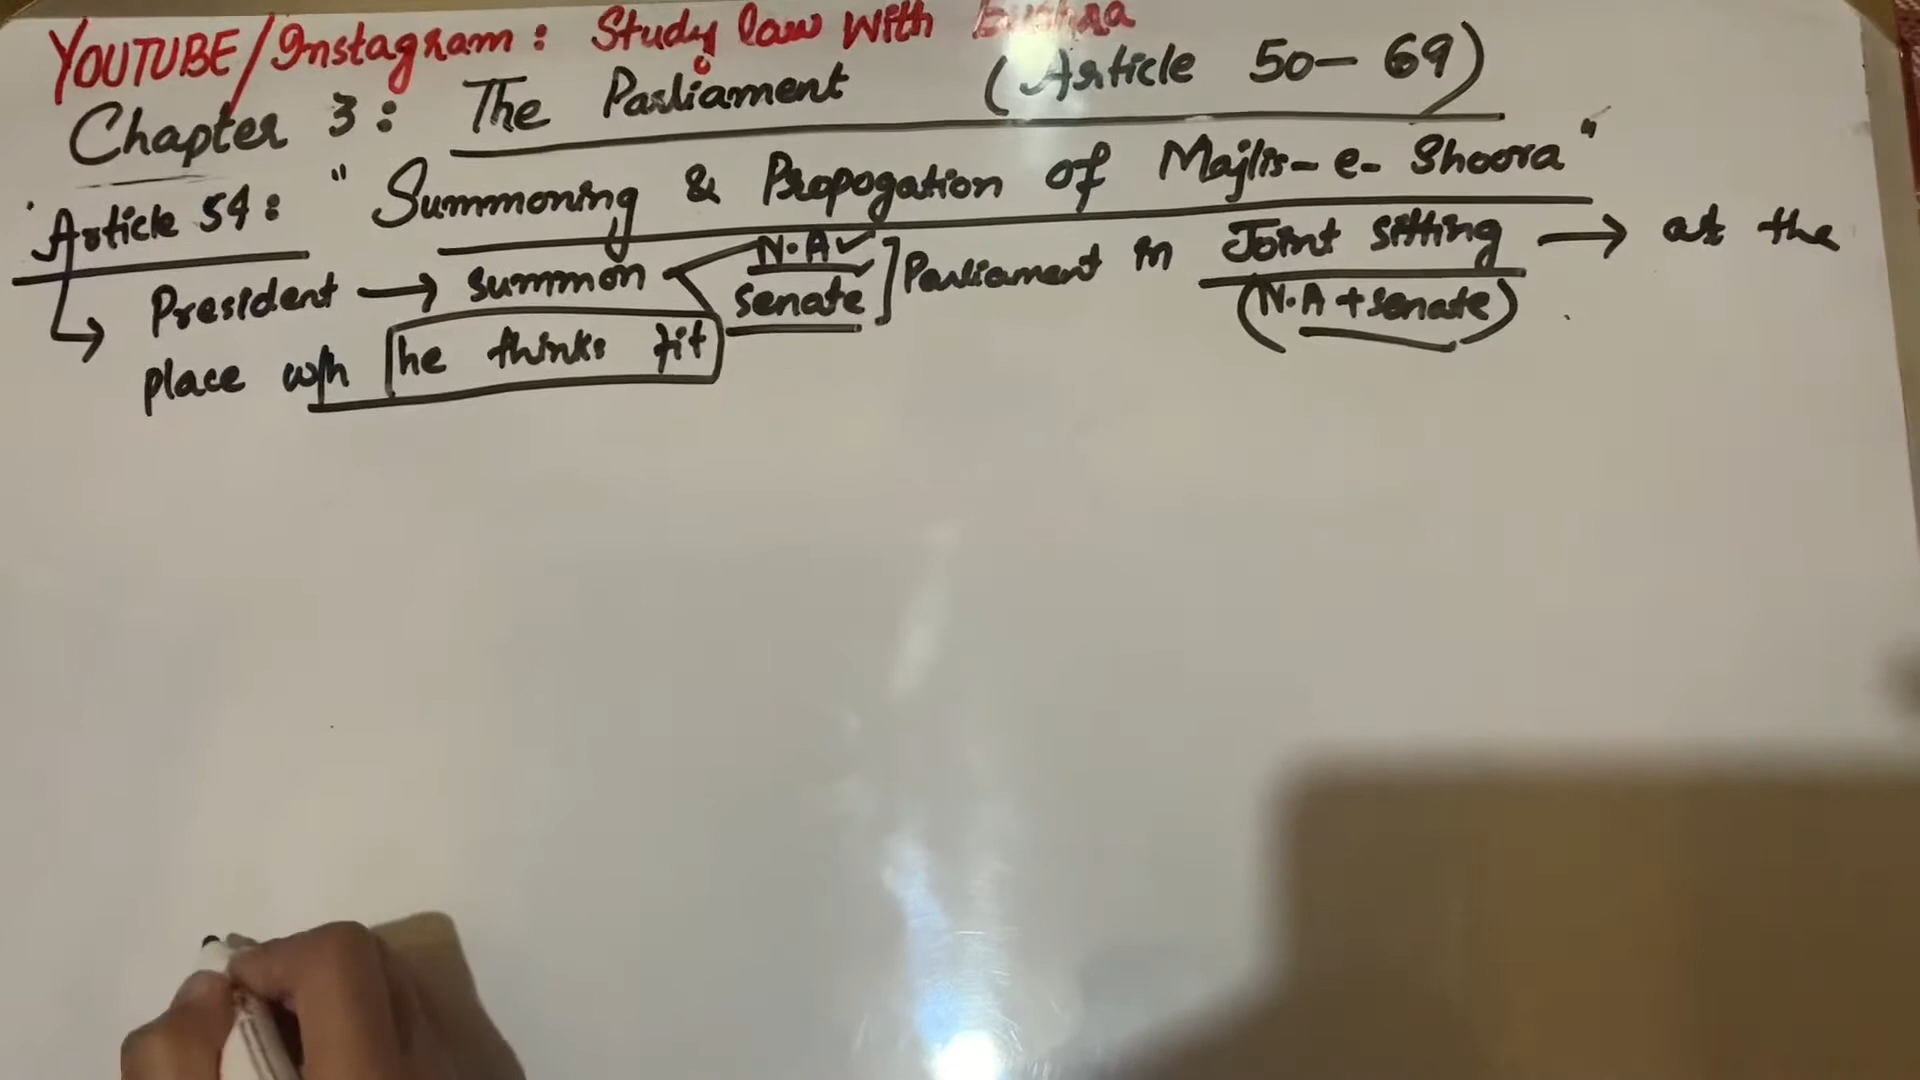 YOUTUBE/Instagram: Study law with Bushra
Chapter 3: The Parliament (Article 50-69)
Article 54: "Summoning & Propogation of Majlis-e-Shoora"
President → summon N.A ✓ senate ] Parliament in Joint sitting (N.A + senate) → at the
place wh he thinks fit